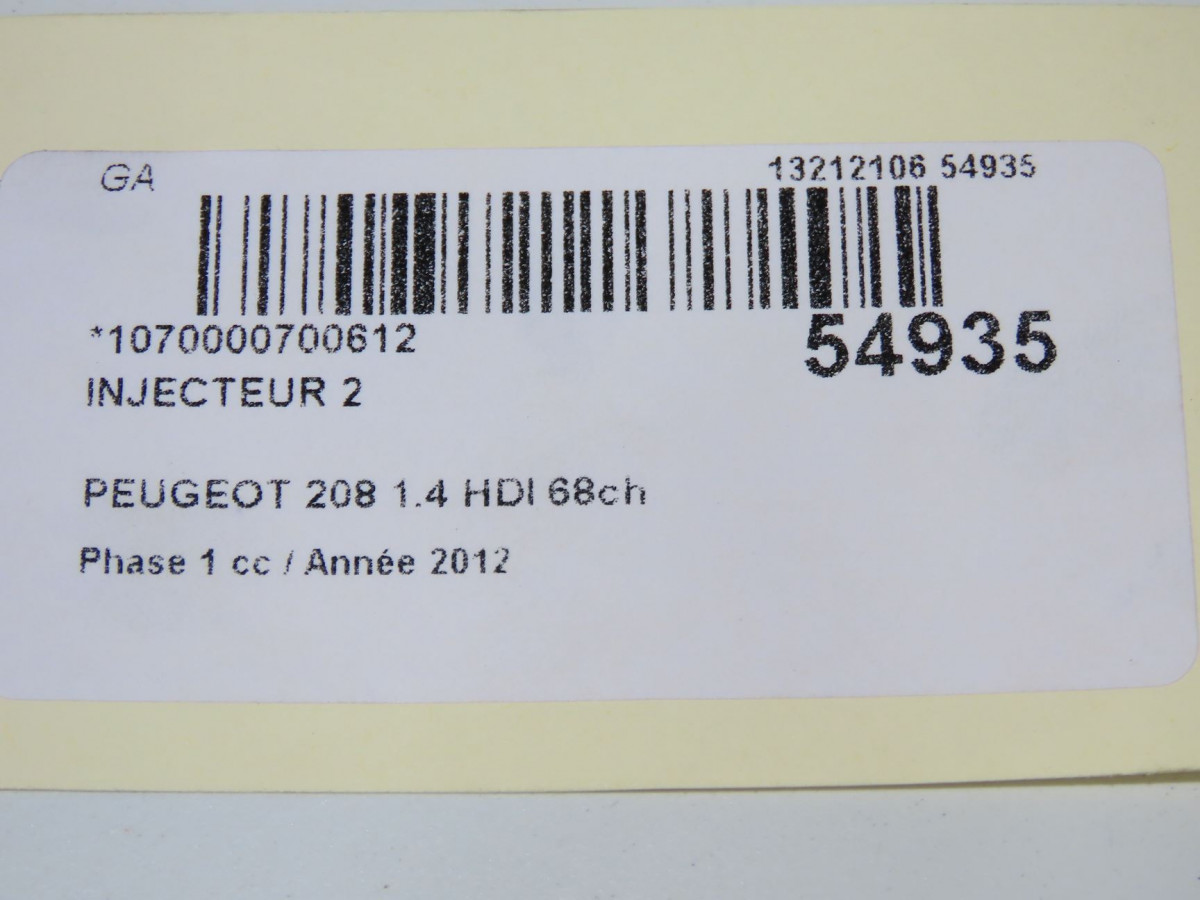 GA
13212106 54935
*1070000700612
54935
INJECTEUR 2
PEUGEOT 208 1.4 HDI 68ch
Phase 1 cc / Année 2012